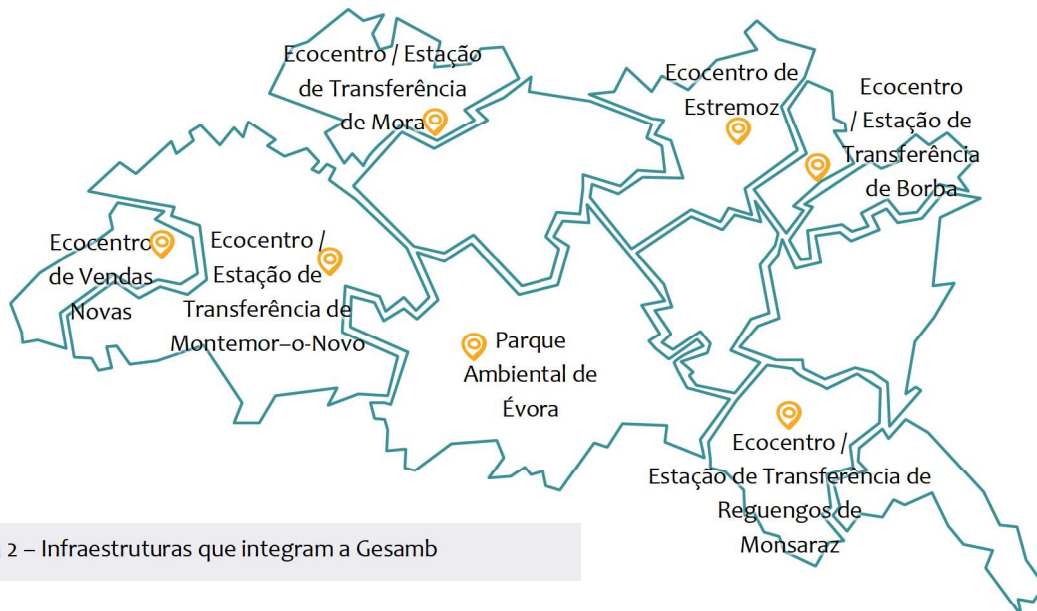 Ecocentro / Estação
de Transferência
de Mora
Ecocentro de
Estremoz
Ecocentro
/ Estação de
Transferência
de Borba
Ecocentro
de Vendas
Novas
Ecocentro /
Estação de
Transferência de
Montemor–o-Novo
Parque
Ambiental de
Évora
Ecocentro /
Estação de Transferência de
Reguengos de
Monsaraz
2 – Infraestruturas que integram a Gesamb